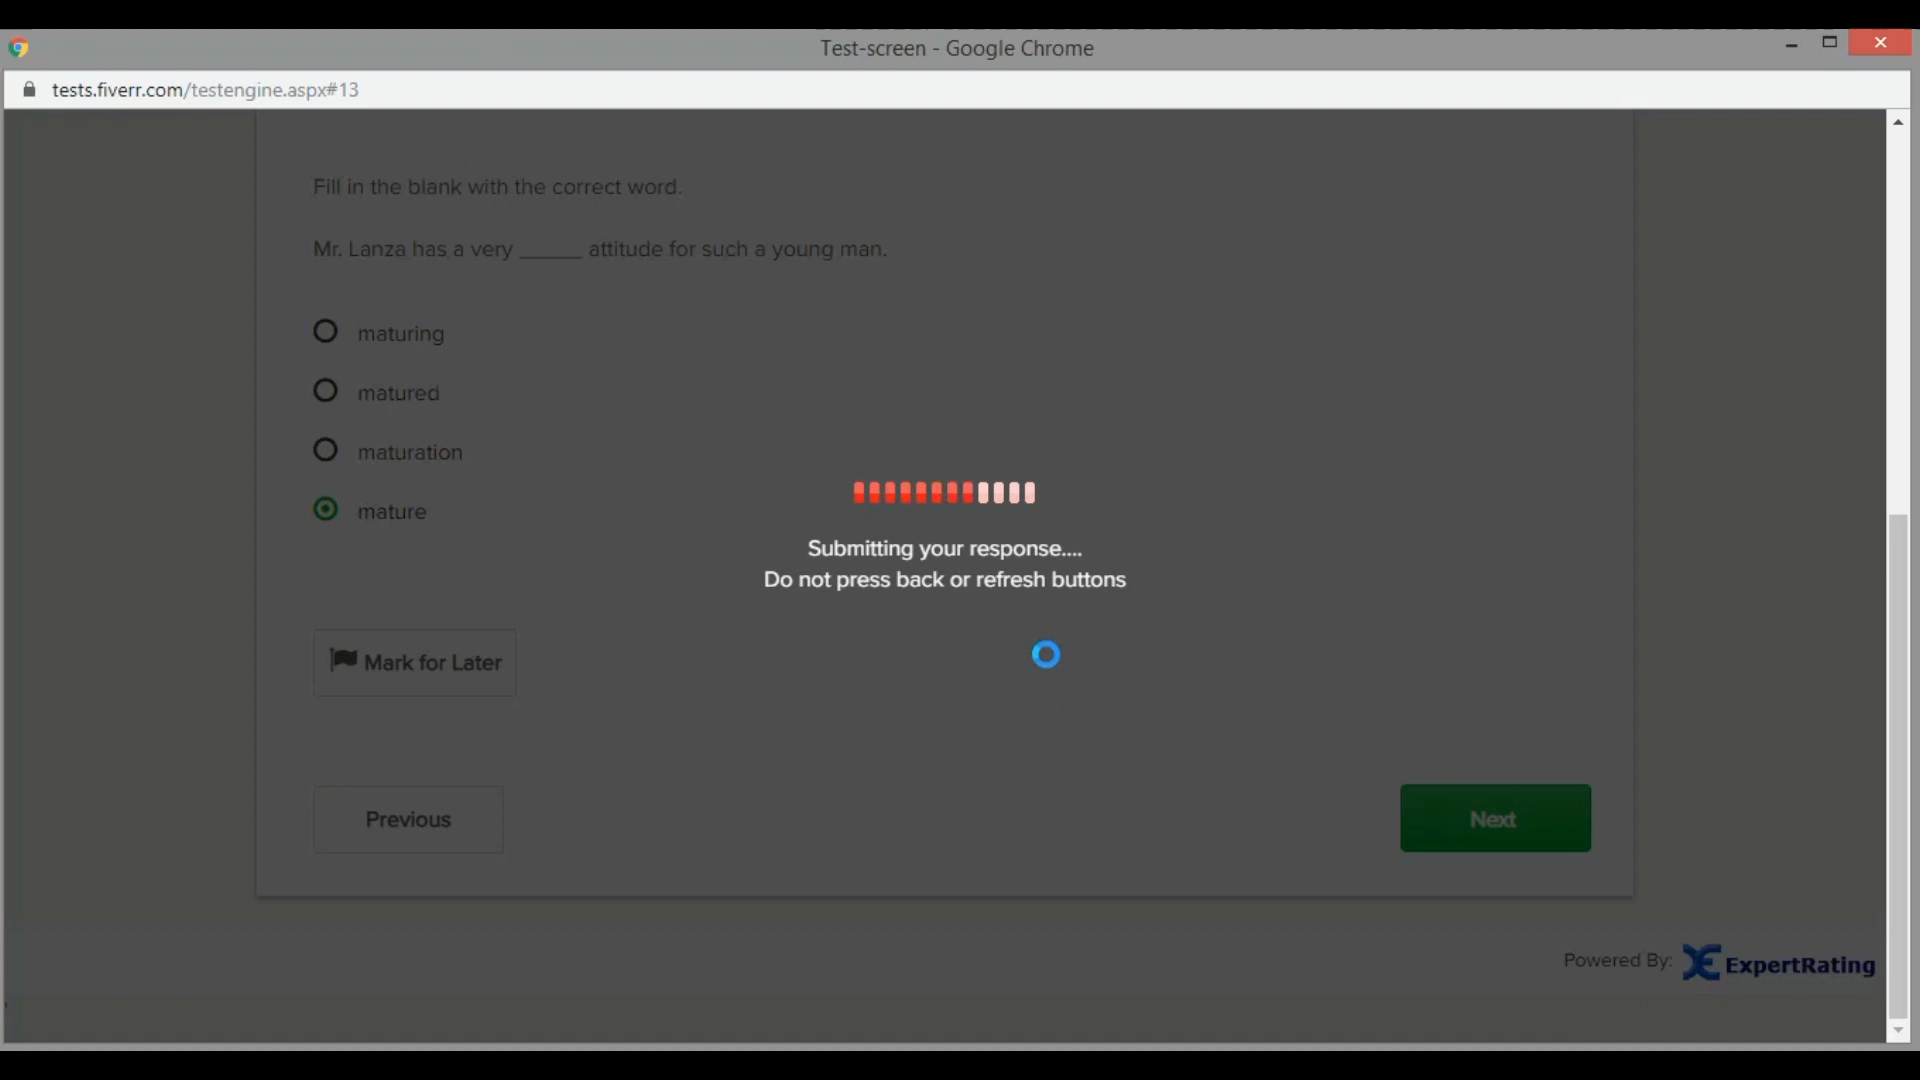 Test-screen - Google Chrome
tests.fiverr.com/testengine.aspx#13
Fill in the blank with the correct word.
Mr. Lanza has a very ______ attitude for such a young man.
maturing
matured
maturation
mature
Submitting your response....
Do not press back or refresh buttons
Mark for Later
Previous
Next
Powered By: ExpertRating